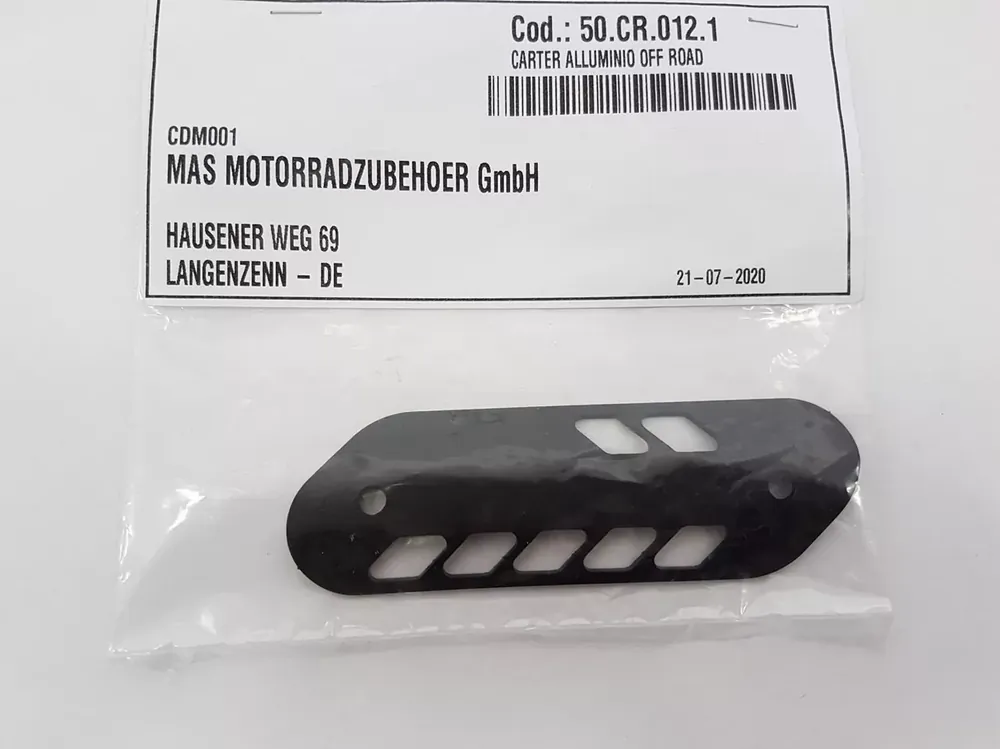 Cod.: 50.CR.012.1
CARTER ALLUMINIO OFF ROAD
CDM001
MAS MOTORRADZUBEHOER GmbH
HAUSENER WEG 69
LANGENZENN - DE
21-07-2020